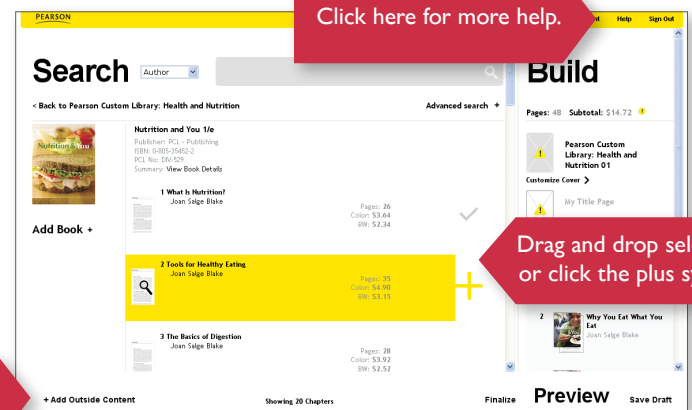 PEARSON
Click here for more help.
Help Sign Out
Search Author
Build
< Back to Pearson Custom Library: Health and Nutrition
Advanced search +
Pages: 48 Subtotal: $14.72
Nutrition & You
Add Book +
Nutrition and You 1/e
Publisher: PCL - Publishing
ISBN: 0-805-35452-2
PCL No: DIV-529
Summary: View Book Details
1 What Is Nutrition?
Joan Salge Blake
Pages: 26
Color: $3.64
BW: $2.34
2 Tools for Healthy Eating
Joan Salge Blake
Pages: 35
Color: $4.90
BW: $3.15
3 The Basics of Digestion
Joan Salge Blake
Pages: 28
Color: $3.92
BW: $2.52
Pearson Custom
Library: Health and
Nutrition 01
Customize Cover >
My Title Page
Drag and drop sel
or click the plus sy
2 Why You Eat What You
Eat
Joan Salge Blake
+ Add Outside Content
Showing 20 Chapters
Finalize
Preview
Save Draft